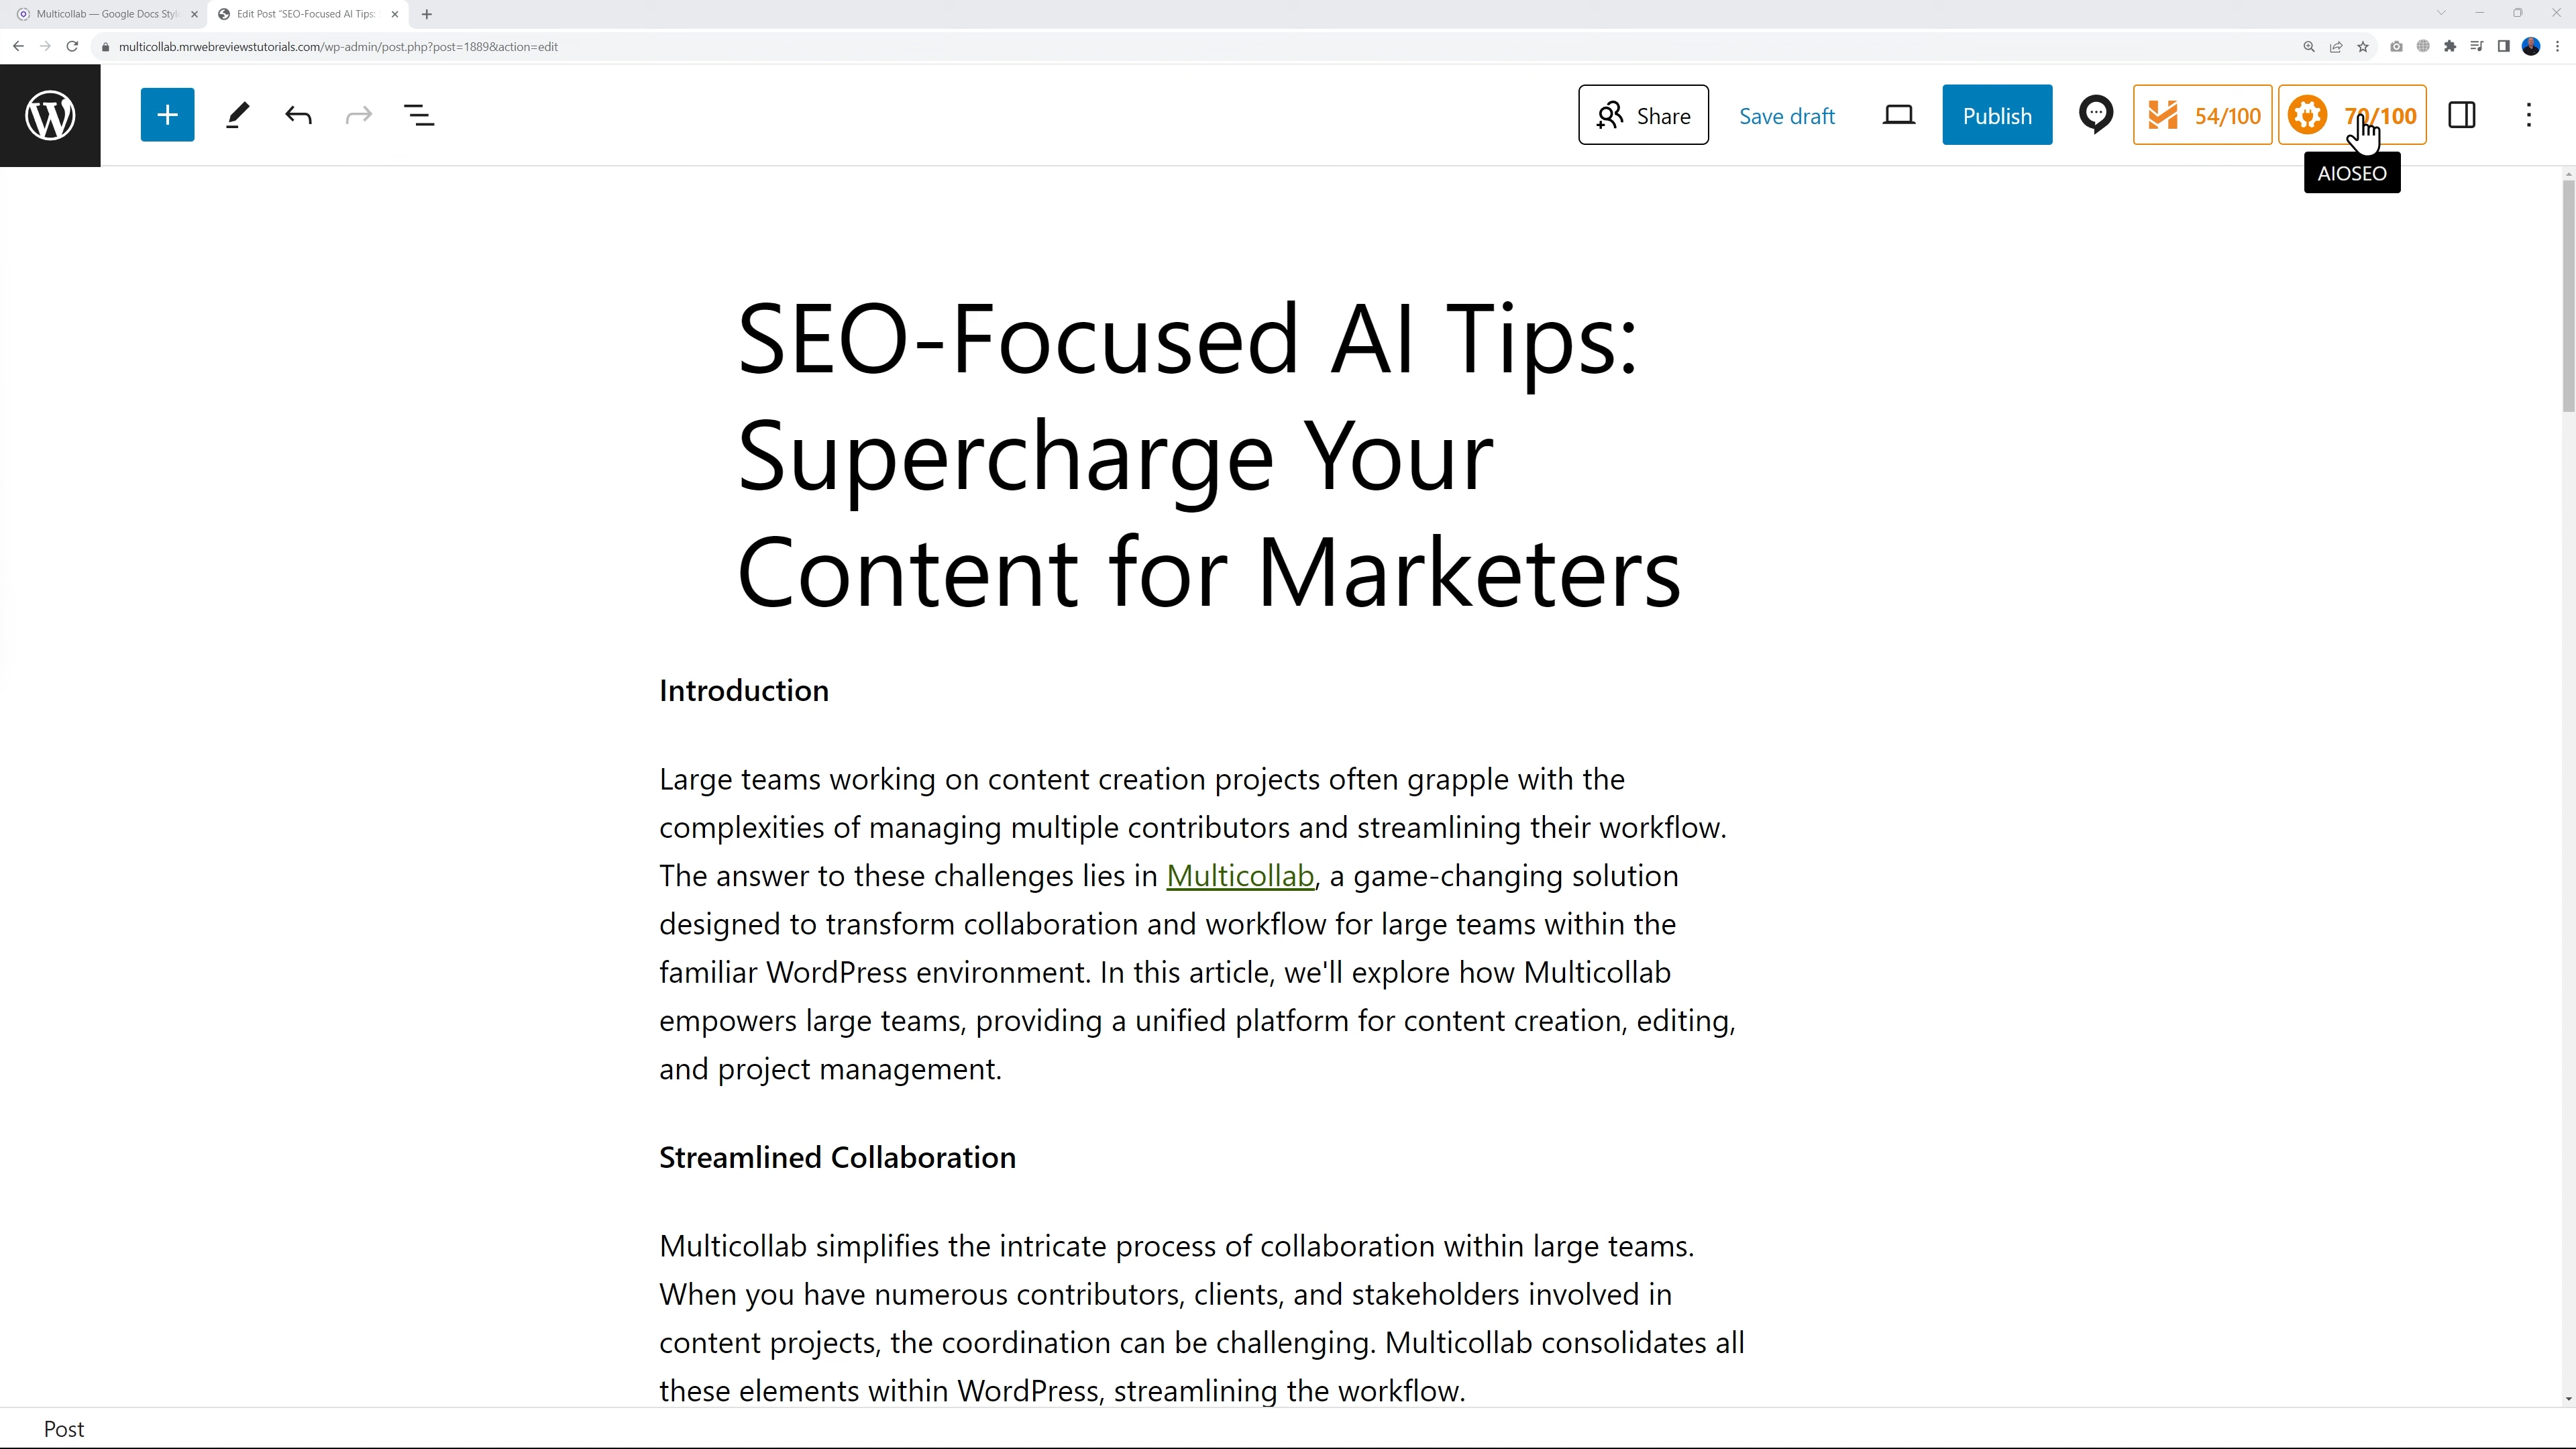 Multicollab — Google Docs Styl
Edit Post "SEO-Focused AI Tips:
multicollab.mrwebreviewstutorials.com/wp-admin/post.php?post=1889&action=edit
Share
Save draft
Publish
54/100
70/100
AIOSEO
SEO-Focused AI Tips:
Supercharge Your
Content for Marketers
Introduction
Large teams working on content creation projects often grapple with the
complexities of managing multiple contributors and streamlining their workflow.
The answer to these challenges lies in Multicollab, a game-changing solution
designed to transform collaboration and workflow for large teams within the
familiar WordPress environment. In this article, we'll explore how Multicollab
empowers large teams, providing a unified platform for content creation, editing,
and project management.
Streamlined Collaboration
Multicollab simplifies the intricate process of collaboration within large teams.
When you have numerous contributors, clients, and stakeholders involved in
content projects, the coordination can be challenging. Multicollab consolidates all
these elements within WordPress, streamlining the workflow.
Post